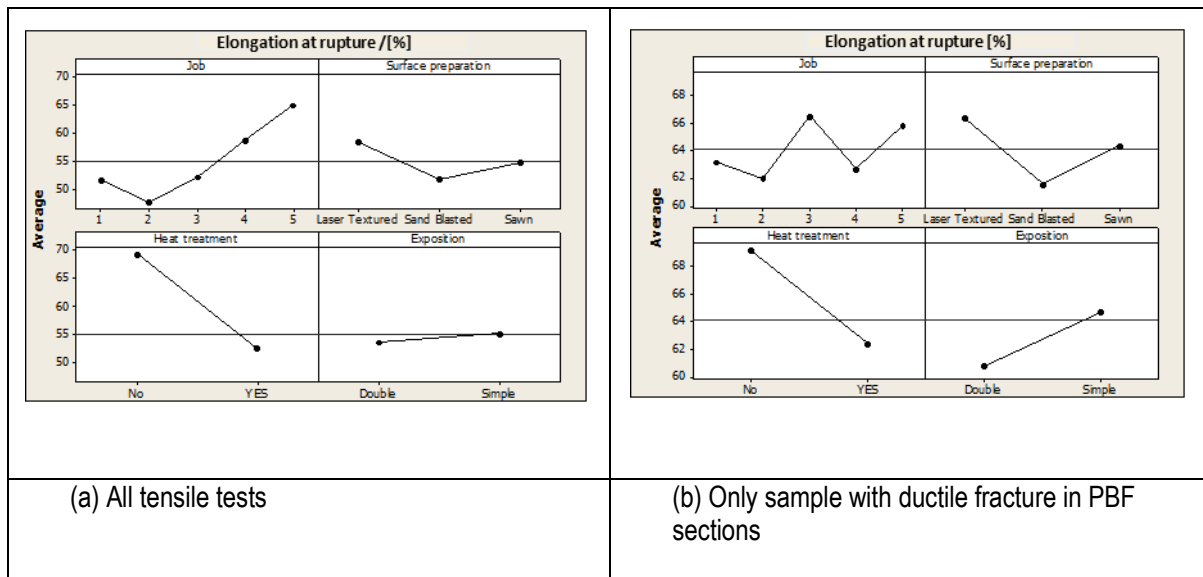 Elongation at rupture /[%]
Job
Surface preparation
70
65
60
55
50
1 2 3 4 5
Laser Textured Sand Blasted Sawn
Heat treatment
Exposition
70
65
60
55
50
No YES
Double Simple
Average
(a) All tensile tests
Elongation at rupture [%]
Job
Surface preparation
68
66
64
62
60
1 2 3 4 5
Laser Textured Sand Blasted Sawn
Heat treatment
Exposition
68
66
64
62
60
No YES
Double Simple
Average
(b) Only sample with ductile fracture in PBF
sections